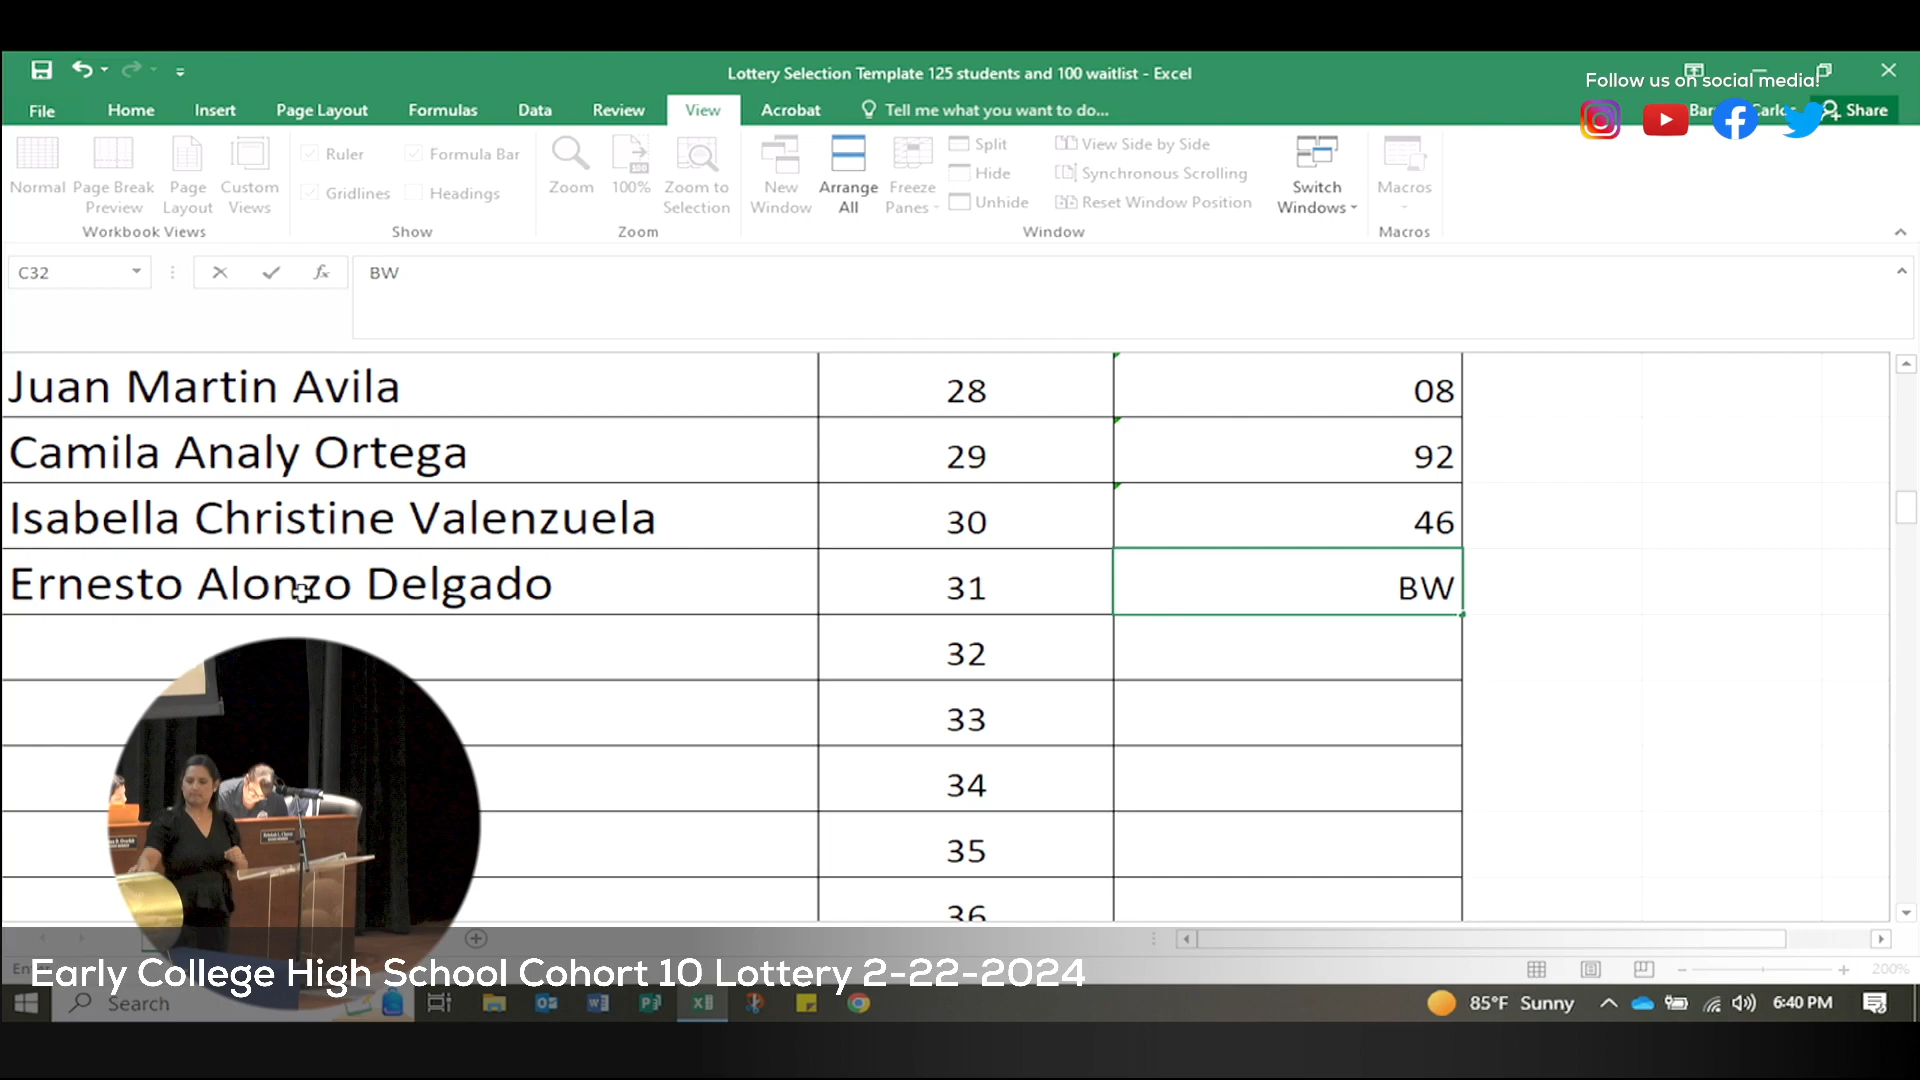 Lottery Selection Template 125 students and 100 waitlist - Excel
Follow us on social media!
File Home Insert Page Layout Formulas Data Review View Acrobat Tell me what you want to do... Share
Normal Page Break Preview Page Layout Custom Views
Workbook Views
Ruler Formula Bar
Gridlines Headings
Show
Zoom 100% Zoom to Selection
Zoom
New Window Arrange All Freeze Panes
Split
Hide
Unhide
View Side by Side
Synchronous Scrolling
Reset Window Position
Switch Windows
Window
Macros
Macros
C32 fx BW
Juan Martin Avila 28 08
Camila Analy Ortega 29 92
Isabella Christine Valenzuela 30 46
Ernesto Alonzo Delgado 31 BW
32
33
34
35
36
200%
Early College High School Cohort 10 Lottery 2-22-2024
Search 85°F Sunny 6:40 PM